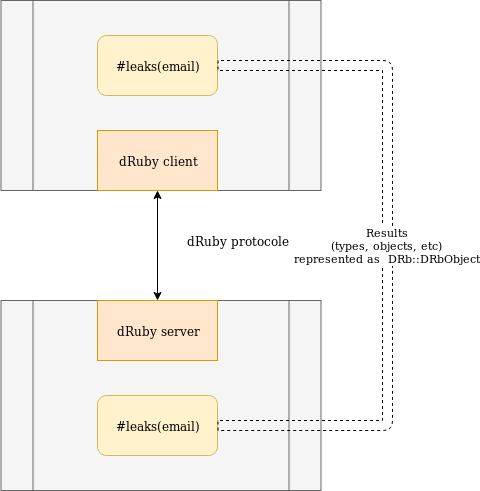 #leaks(email)
dRuby client
dRuby protocole
Results
(types, objects, etc)
represented as DRb::DRbObject
dRuby server
#leaks(email)